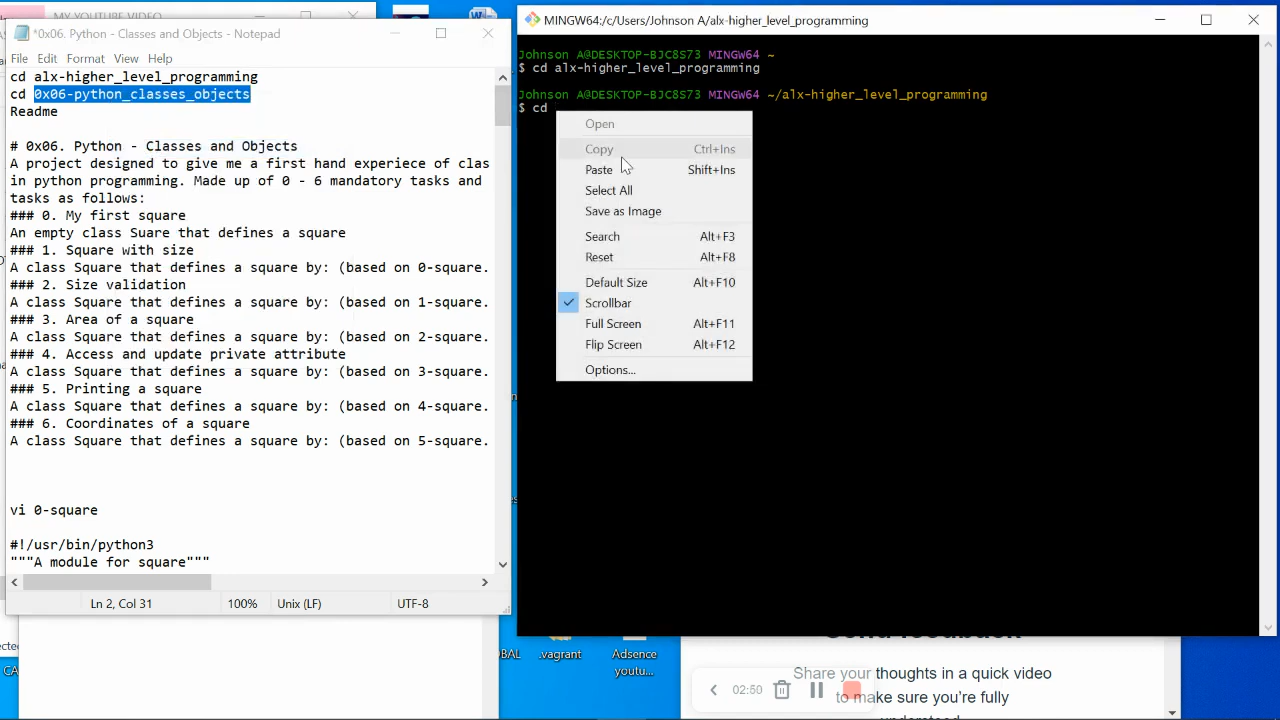 MY YOUTUBE VIDEO
*0x06. Python - Classes and Objects - Notepad
File Edit Format View Help
cd alx-higher_level_programming
cd 0x06-python_classes_objects
Readme
# 0x06. Python - Classes and Objects
A project designed to give me a first hand experiece of clas
in python programming. Made up of 0 - 6 mandatory tasks and
tasks as follows:
### 0. My first square
An empty class Suare that defines a square
### 1. Square with size
A class Square that defines a square by: (based on 0-square.
### 2. Size validation
A class Square that defines a square by: (based on 1-square.
### 3. Area of a square
A class Square that defines a square by: (based on 2-square.
### 4. Access and update private attribute
A class Square that defines a square by: (based on 3-square.
### 5. Printing a square
A class Square that defines a square by: (based on 4-square.
### 6. Coordinates of a square
A class Square that defines a square by: (based on 5-square.
vi 0-square
#!/usr/bin/python3
"""A module for square"""
Ln 2, Col 31 100% Unix (LF) UTF-8
MINGW64:/c/Users/Johnson A/alx-higher_level_programming
Johnson A@DESKTOP-BJC8S73 MINGW64 ~
$ cd alx-higher_level_programming
Johnson A@DESKTOP-BJC8S73 MINGW64 ~/alx-higher_level_programming
$ cd
Open
Copy Ctrl+Ins
Paste Shift+Ins
Select All
Save as Image
Search Alt+F3
Reset Alt+F8
Default Size Alt+F10
Scrollbar
Full Screen Alt+F11
Flip Screen Alt+F12
Options...
OBAL
.vagrant
Adsence
youtu...
Send feedback
Share your thoughts in a quick video
to make sure you're fully
understood
02:50